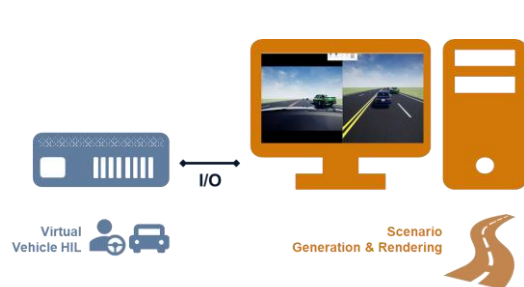 I/O
Virtual
Vehicle HIL
Scenario
Generation & Rendering